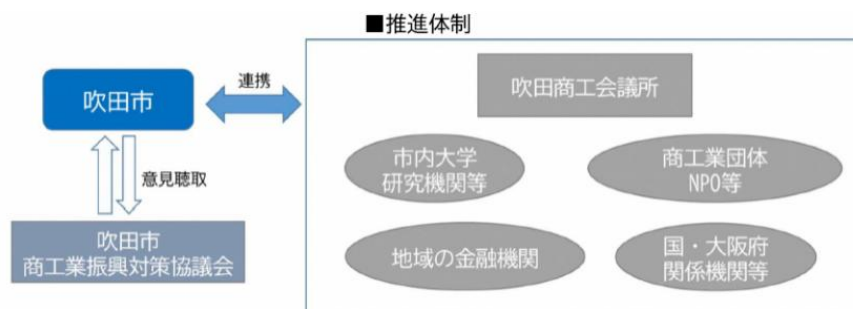 ■推進体制
吹田市
連携
意見聴取
吹田市
商工業振興対策協議会
吹田商工会議所
市内大学
研究機関等
商工業団体
NPO等
地域の金融機関
国・大阪府
関係機関等